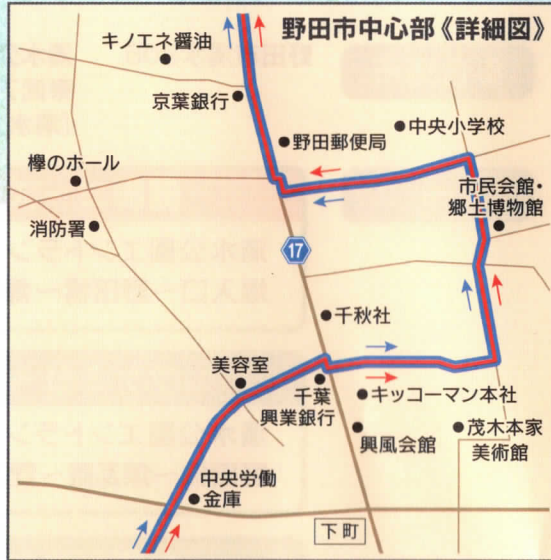 野田市中心部《詳細図》
キノエネ醤油
京葉銀行
野田郵便局
中央小学校
欅のホール
消防署
市民会館・
郷土博物館
17
千秋社
美容室
千葉
興業銀行
キッコーマン本社
興風会館
茂木本家
美術館
中央労働
金庫
下町